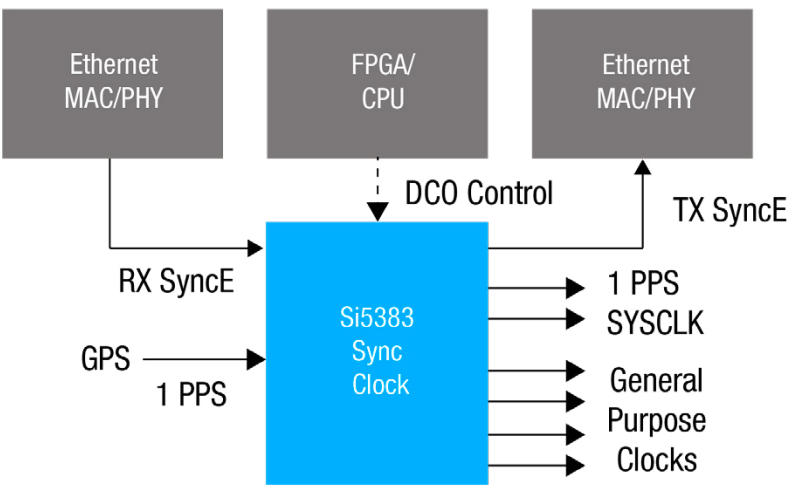 Ethernet
MAC/PHY
FPGA/
CPU
Ethernet
MAC/PHY
DCO Control
TX SyncE
RX SyncE
Si5383
Sync
Clock
GPS
1 PPS
1 PPS
SYSCLK
General
Purpose
Clocks